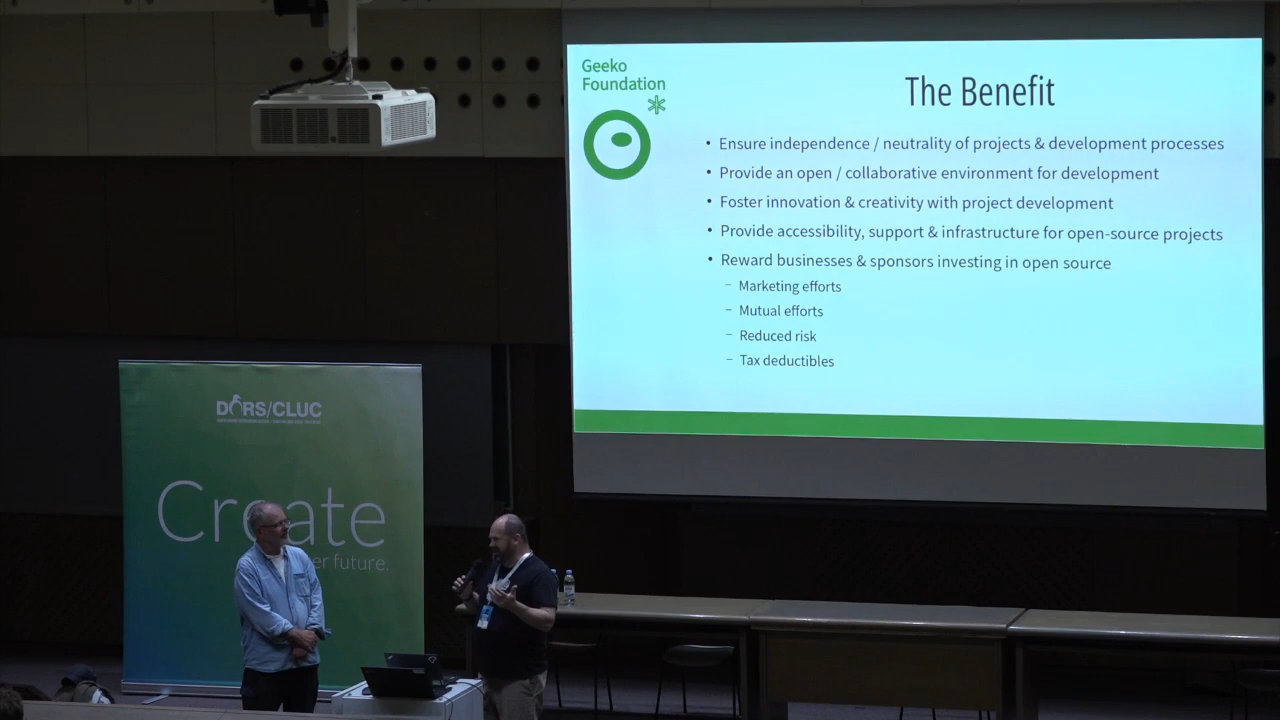 Geeko
Foundation
The Benefit
• Ensure independence / neutrality of projects & development processes
• Provide an open / collaborative environment for development
• Foster innovation & creativity with project development
• Provide accessibility, support & infrastructure for open-source projects
• Reward businesses & sponsors investing in open source
– Marketing efforts
– Mutual efforts
– Reduced risk
– Tax deductibles
DORS/CLUC
Create
er future.